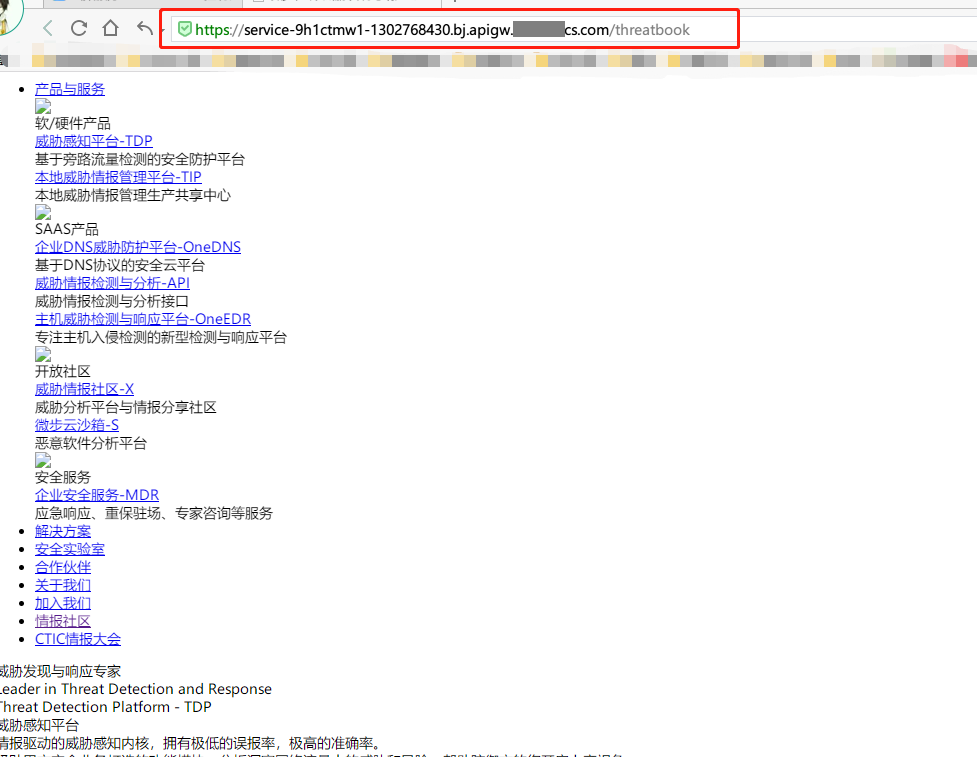 https://service-9h1ctmw1-1302768430.bj.apigw.cs.com/threatbook
产品与服务
软/硬件产品
威胁感知平台-TDP
基于旁路流量检测的安全防护平台
本地威胁情报管理平台-TIP
本地威胁情报管理生产共享中心
SAAS产品
企业DNS威胁防护平台-OneDNS
基于DNS协议的安全云平台
威胁情报检测与分析-API
威胁情报检测与分析接口
主机威胁检测与响应平台-OneEDR
专注主机入侵检测的新型检测与响应平台
开放社区
威胁情报社区-X
威胁分析平台与情报分享社区
微步云沙箱-S
恶意软件分析平台
安全服务
企业安全服务-MDR
应急响应、重保驻场、专家咨询等服务
解决方案
安全实验室
合作伙伴
关于我们
加入我们
情报社区
CTIC情报大会
威胁发现与响应专家
Leader in Threat Detection and Response
Threat Detection Platform - TDP
威胁感知平台
情报驱动的威胁感知内核，拥有极低的误报率，极高的准确率。